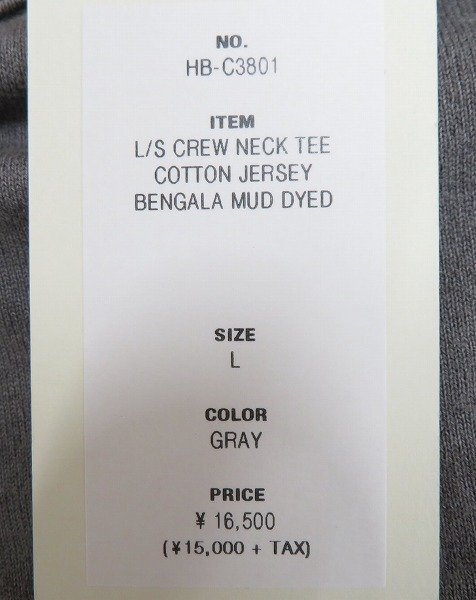 NO.
HB-C3801
ITEM
L/S CREW NECK TEE
COTTON JERSEY
BENGALA MUD DYED
SIZE
L
COLOR
GRAY
PRICE
¥ 16,500
(¥15,000 + TAX)